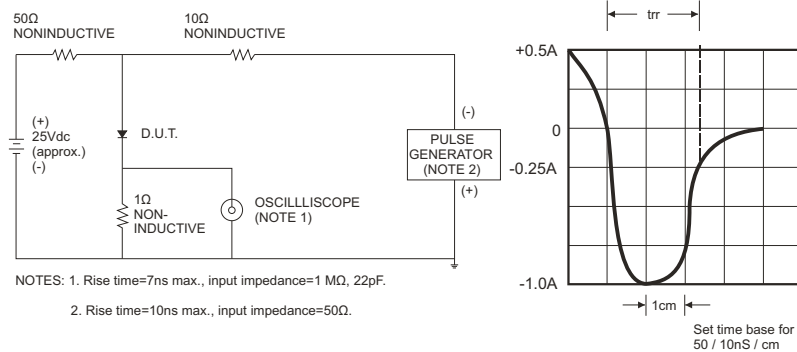 50Ω
NONINDUCTIVE
10Ω
NONINDUCTIVE
(+)
25Vdc
(approx.)
(-)
D.U.T.
1Ω
NON-
INDUCTIVE
OSCILLLISCOPE
(NOTE 1)
(-)
PULSE
GENERATOR
(NOTE 2)
(+)
NOTES: 1. Rise time=7ns max., input impedance=1 MΩ, 22pF.
2. Rise time=10ns max., input impedance=50Ω.
trr
+0.5A
0
-0.25A
-1.0A
1cm
Set time base for
50 / 10nS / cm